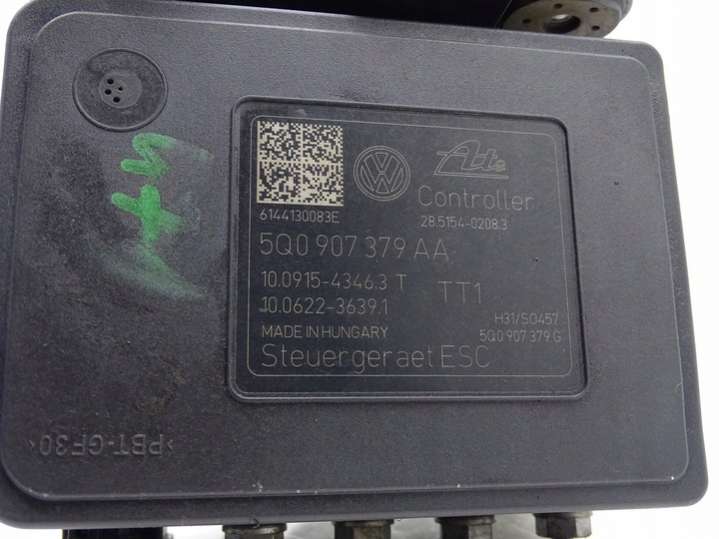 VW
Ate
6144130083E
Controller
28.5154-0208.3
5Q0 907 379 AA
10.0915-4346.3 T
TT1
10.0622-3639.1
H31/S0457
MADE IN HUNGARY
5Q0 907 379 G
Steuergeraet ESC
>PBT-GF30<